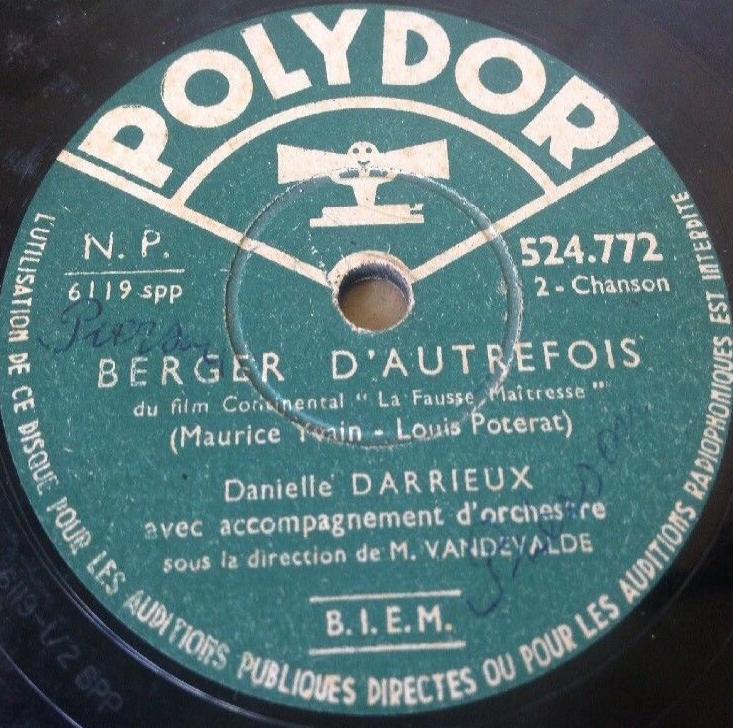 POLYDOR
N. P.
6119 spp
524.772
2 - Chanson
BERGER D'AUTREFOIS
du film Continental " La Fausse Maîtresse "
(Maurice Yvain - Louis Poterat)
Danielle DARRIEUX
avec accompagnement d'orchestre
sous la direction de M. VANDEVALDE
B. I. E. M.
L'UTILISATION DE CE DISQUE POUR LES AUDITIONS PUBLIQUES DIRECTES OU POUR LES AUDITIONS RADIOPHONIQUES EST INTERDITE
6119-1/2 SPP